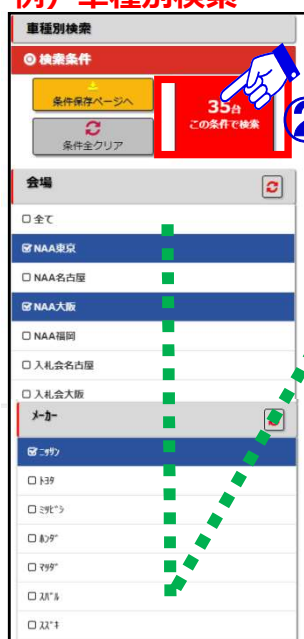 例）車種別検索
車種別検索
検索条件
条件保存ページへ
条件全クリア
35台
この条件で検索
②
会場
全て
NAA東京
NAA名古屋
NAA大阪
NAA福岡
入札会名古屋
入札会大阪
メーカー
ﾆｯｻﾝ
ﾄﾖﾀ
ﾐﾂﾋﾞｼ
ﾎﾝﾀﾞ
ﾏﾂﾀﾞ
ｽﾊﾞﾙ
ｽｽﾞｷ